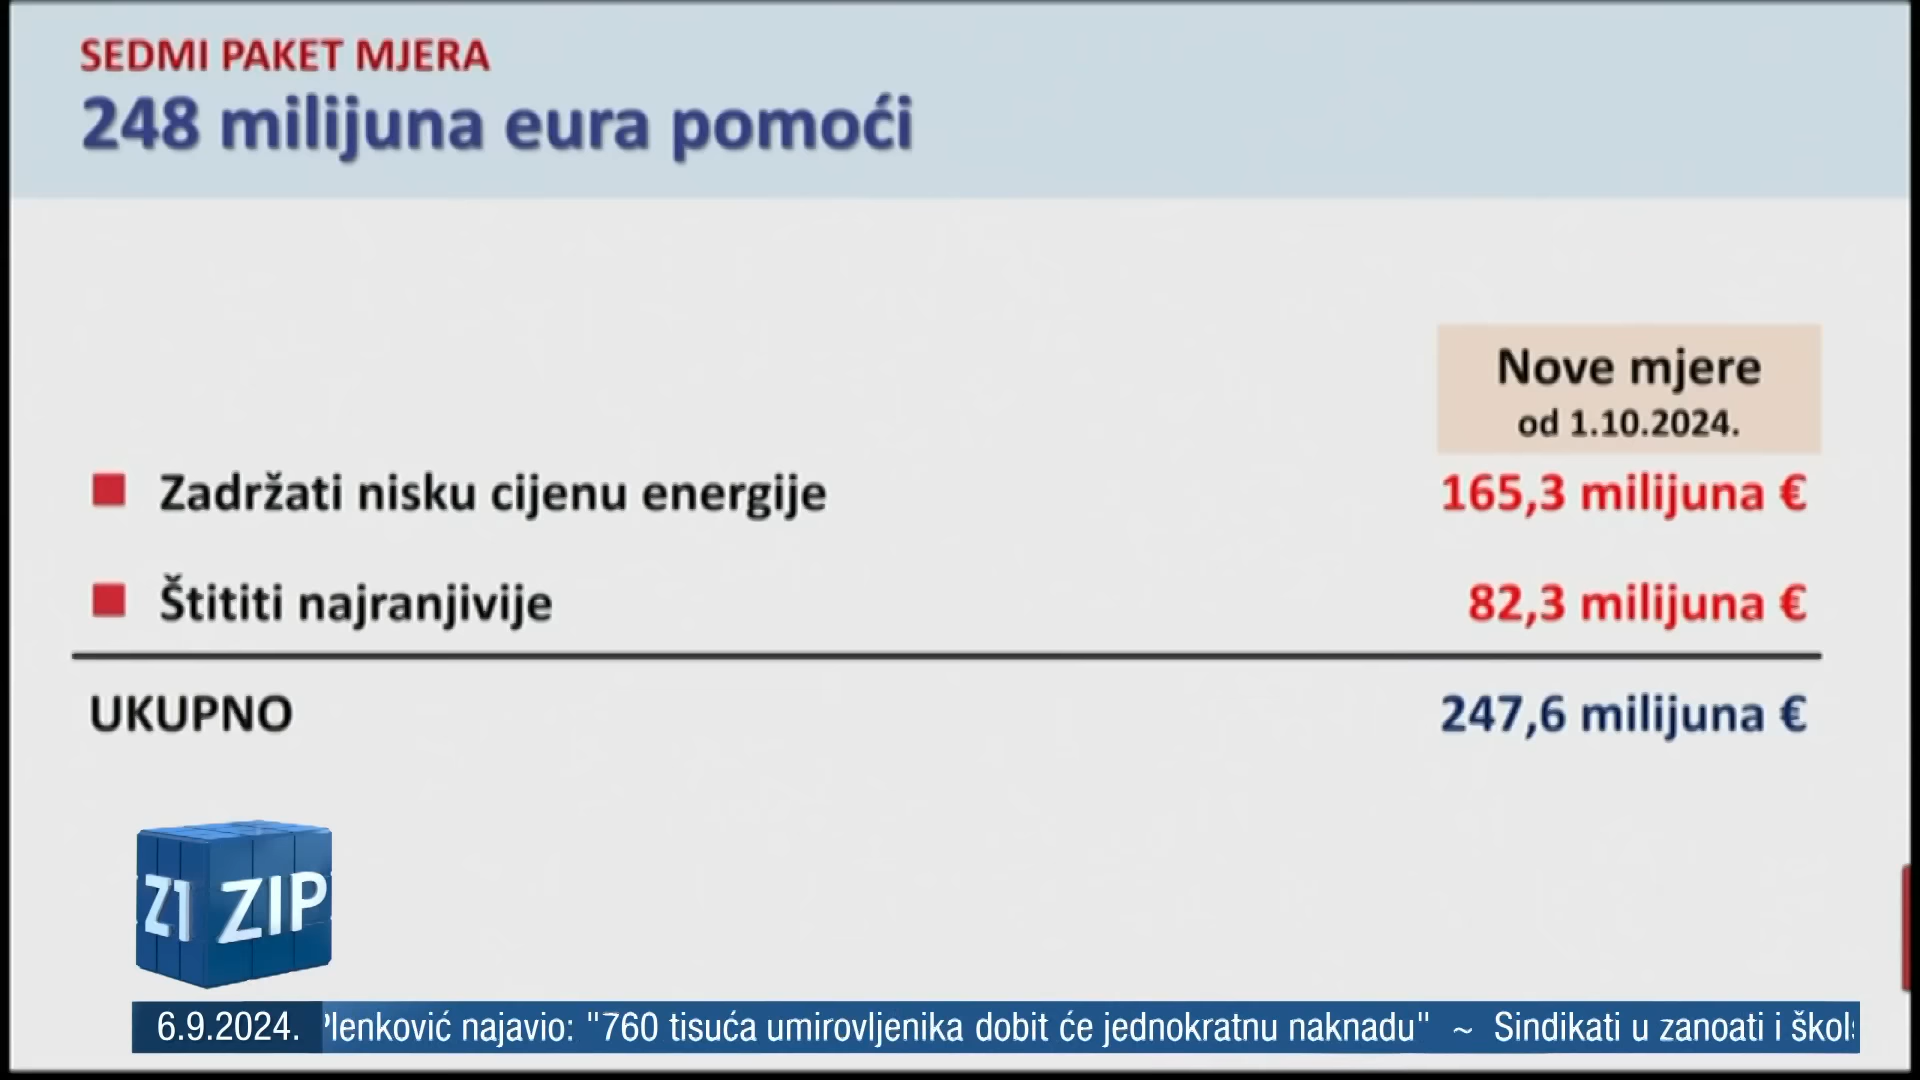 SEDMI PAKET MJERA
248 milijuna eura pomoći
Nove mjere
od 1.10.2024.
Zadržati nisku cijenu energije 165,3 milijuna €
Štititi najranjivije 82,3 milijuna €
UKUPNO 247,6 milijuna €
Z1 ZIP
6.9.2024. Plenković najavio: "760 tisuća umirovljenika dobit će jednokratnu naknadu" ~ Sindikati u zanoati i